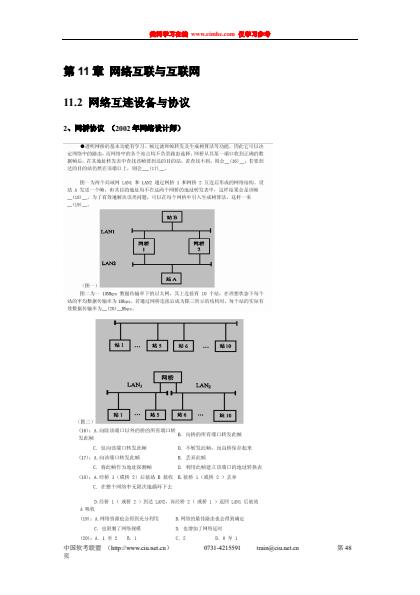 我们学习在线 www.cimhe.com 仅学习参考
第11章 网络互联与互联网
11.2 网络互连设备与协议
2、网桥协议 （2002年网络设计师）
●透明网桥的基本功能有学习、帧过滤和帧转发及生成树算法等功能，因此它可以决
定网络中的路由，而网络中的各个站点均不负责路由选择。网桥从其某一端口收到正确的数
据帧后，在其地址转发表中查找该帧要到达的目的站，若查找不到，则会__(16)__；若要到
达的目的站仍然在该端口上，则会___(17)__。
图一为两个局域网 LAN1 和 LAN2 通过网桥 1 和网桥 2 互连后形成的网络结构。设
站 A 发送一个帧，但其目的地址均不在这两个网桥的地址转发表中，这样结果会是该帧
__(18)__。为了有效地解决该类问题，可以在每个网桥中引入生成树算法，这样一来
__(19)__。
站B
LAN1
网桥
1
网桥
2
LAN2
站A
（图一）
图二为一 10Mbps 数据传输率下的以太网，其上连接有 10 个站，在理想状态下每个
站的平均数据传输率为 1Mbps。若通过网桥连接后成为图三所示的结构时，每个站的实际有
效数据传输率为__(20)__Mbps。
站1 … 站5 站6 … 站10
网桥
LAN1 LAN2
站1 … 站5 站6 … 站10
（图三）
(16)：A.向除该端口以外的桥的所有端口转发此帧 B. 向桥的所有端口转发此帧
C. 仅向该端口转发此帧 D. 不转发此帧，而由桥保存起来
(17)：A.向该端口转发此帧 B. 丢弃此帧
C. 将此帧作为地址探测帧 D. 利用此帧建立该端口的地址转换表
(18)：A.经桥 1（或桥 2）后被站 B 接收 B.被桥 1（或桥 2）丢弃
C. 在整个网络中无限次地循环下去
D.经桥 1（ 或桥 2 ）到达 LAN2，再经桥 2（ 或桥 1 ）返回 LAN1 后被站
A 吸收
(19)：A.网络资源也会得到充分利用 B.网络的最佳路由也会得到确定
C. 也限制了网络规模 D. 也增加了网络延时
(20)：A. 1 至 2 B. 1 C. 2 D. 0 至 1
中国软考联盟 （http://www.ciu.net.cn） 0731-4215591 train@ciu.net.cn 第 48
页